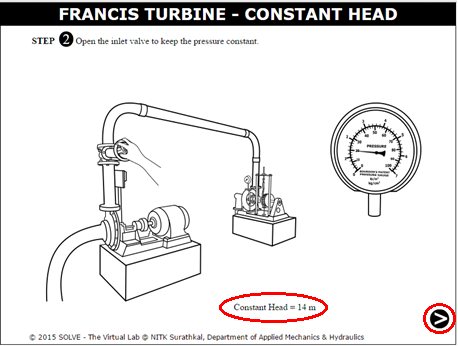 FRANCIS TURBINE - CONSTANT HEAD
STEP 2 Open the inlet valve to keep the pressure constant.
PRESSURE
Constant Head = 14 m
>
© 2015 SOLVE - The Virtual Lab @ NITK Surathkal, Department of Applied Mechanics & Hydraulics